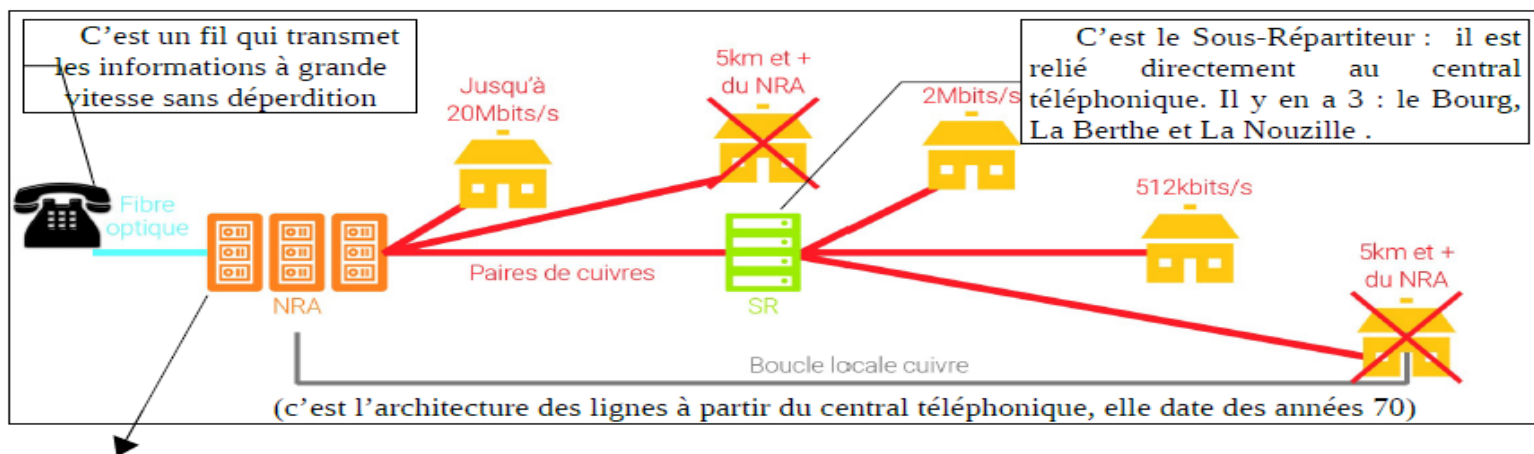 C’est un fil qui transmet
les informations à grande
vitesse sans déperdition
Jusqu’à
20Mbits/s
5km et +
du NRA
2Mbits/s
C’est le Sous-Répartiteur : il est
relié directement au central
téléphonique. Il y en a 3 : le Bourg,
La Berthe et La Nouzille .
512kbits/s
Fibre
optique
NRA
Paires de cuivres
SR
5km et +
du NRA
Boucle locale cuivre
(c’est l’architecture des lignes à partir du central téléphonique, elle date des années 70)